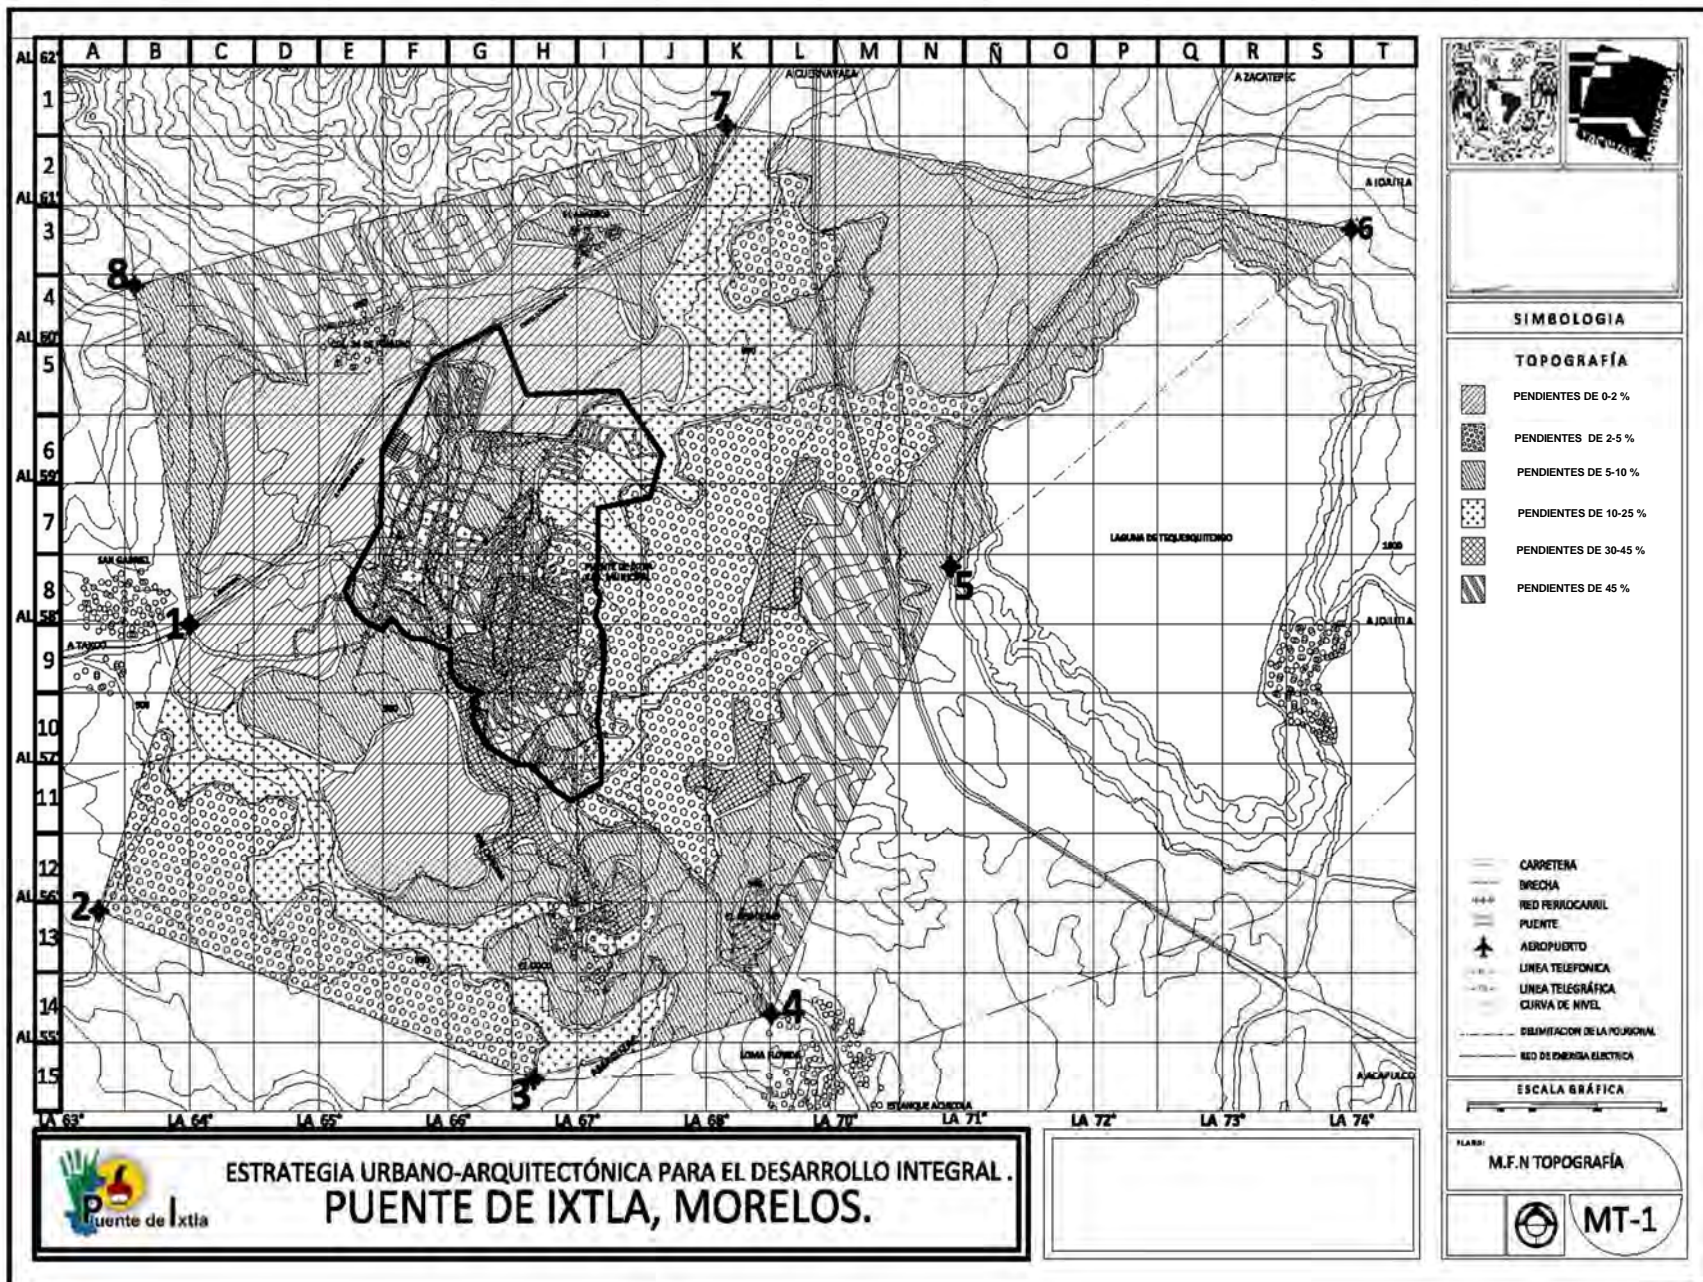 A B C D E F G H I J K L M N Ñ O P Q R S T
AL 62°
1
2
AL 61°
3
4
AL 60°
5
6
AL 59°
7
8
AL 58°
9
10
AL 57°
11
12
AL 56°
13
14
AL 55°
15
LA 63° LA 64° LA 65° LA 66° LA 67° LA 68° LA 70° LA 71° LA 72° LA 73° LA 74°
A CUERNAVACA
A ZACATEPEC
A JOJUTLA
7
6
8
SAN GABRIEL
1
A TAXCO
PUENTE DE IXTLA
LAGUNA DE TEQUESQUITENGO
5
A JOJUTLA
2
EL COCO
4
LOMA FLORIDA
3
A ACAPULCO
SIMBOLOGIA
TOPOGRAFÍA
PENDIENTES DE 0-2 %
PENDIENTES DE 2-5 %
PENDIENTES DE 5-10 %
PENDIENTES DE 10-25 %
PENDIENTES DE 30-45 %
PENDIENTES DE 45 %
CARRETERA
BRECHA
RED FERROCARRIL
PUENTE
AEROPUERTO
LINEA TELEFONICA
LINEA TELEGRÁFICA
CURVA DE NIVEL
DELIMITACION DE LA POLIGONAL
RED DE ENERGIA ELECTRICA
ESCALA GRÁFICA
PLANO:
M.F.N TOPOGRAFÍA
MT-1
Puente de Ixtla
ESTRATEGIA URBANO-ARQUITECTÓNICA PARA EL DESARROLLO INTEGRAL .
PUENTE DE IXTLA, MORELOS.